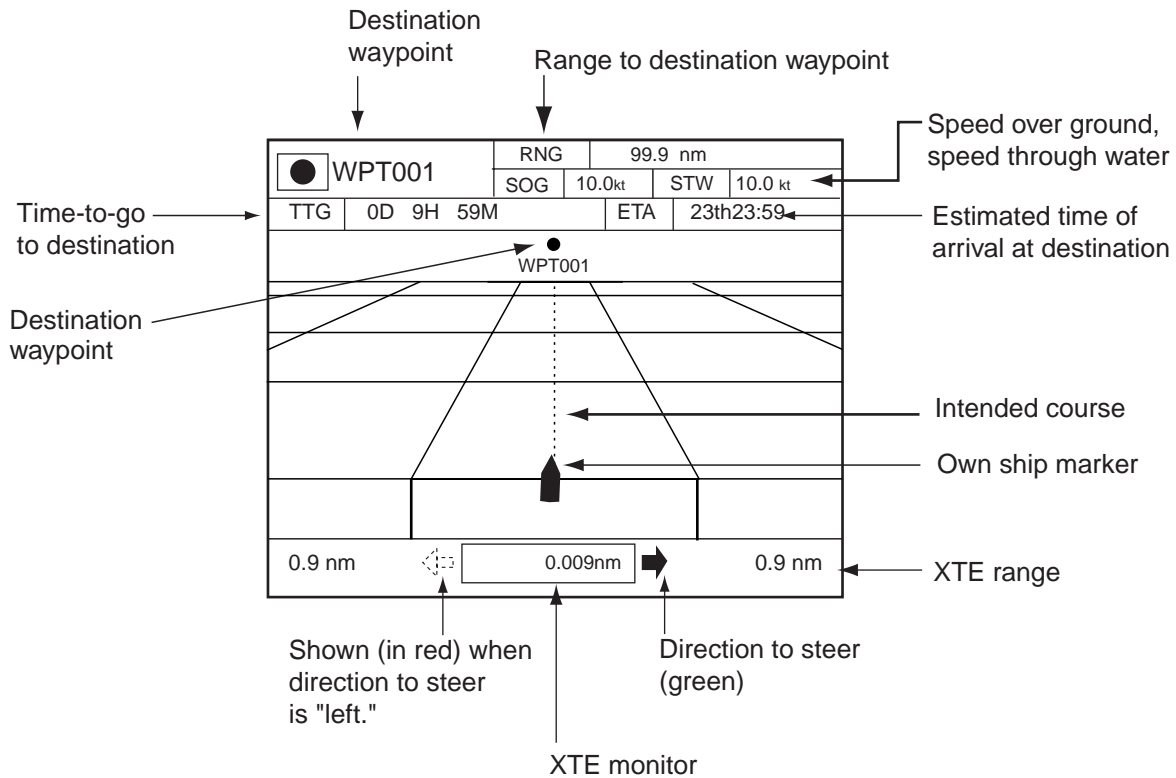 Destination
waypoint
Range to destination waypoint
Speed over ground,
speed through water
WPT001
RNG 99.9 nm
SOG 10.0kt STW 10.0 kt
Time-to-go
to destination
TTG 0D 9H 59M ETA 23th23:59
Estimated time of
arrival at destination
WPT001
Destination
waypoint
Intended course
Own ship marker
0.9 nm 0.009nm 0.9 nm
XTE range
Shown (in red) when
direction to steer
is "left."
Direction to steer
(green)
XTE monitor